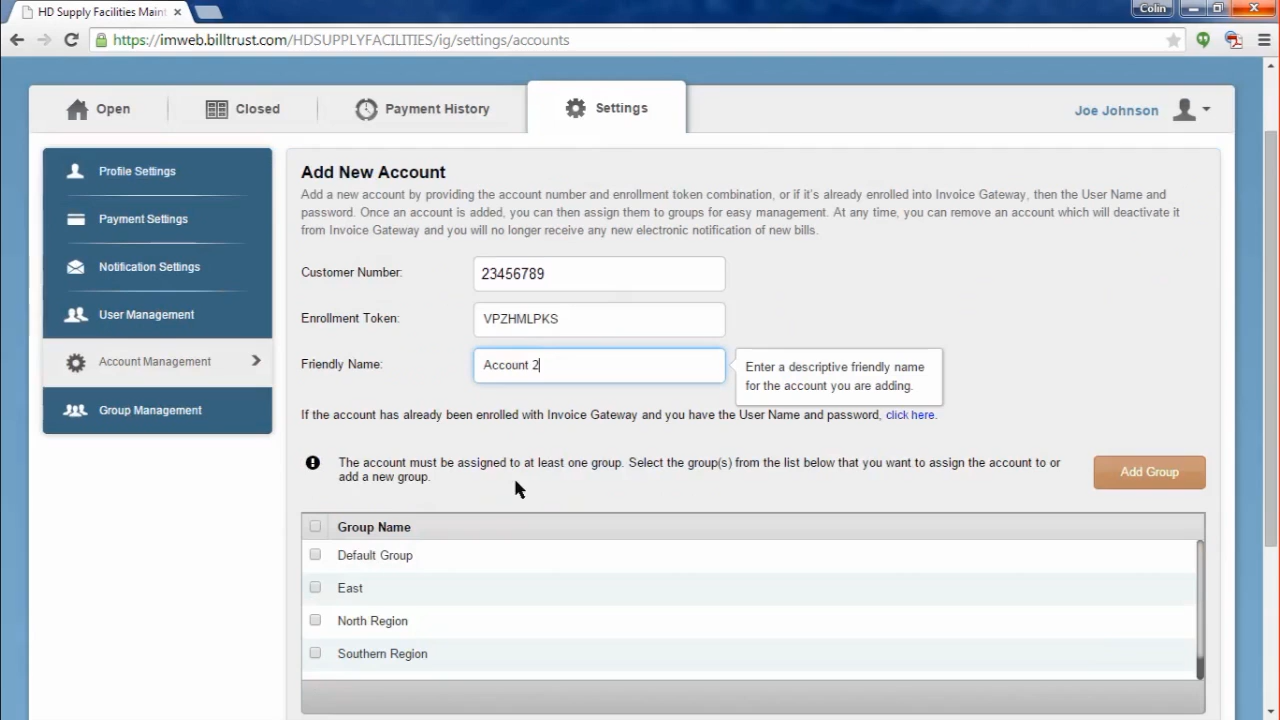 HD Supply Facilities Maint
Colin
https://imweb.billtrust.com/HDSUPPLYFACILITIES/ig/settings/accounts
Open
Closed
Payment History
Settings
Joe Johnson
Profile Settings
Payment Settings
Notification Settings
User Management
Account Management
Group Management
Add New Account
Add a new account by providing the account number and enrollment token combination, or if it's already enrolled into Invoice Gateway, then the User Name and
password. Once an account is added, you can then assign them to groups for easy management. At any time, you can remove an account which will deactivate it
from Invoice Gateway and you will no longer receive any new electronic notification of new bills.
Customer Number:
23456789
Enrollment Token:
VPZHMLPKS
Friendly Name:
Account 2
Enter a descriptive friendly name
for the account you are adding.
If the account has already been enrolled with Invoice Gateway and you have the User Name and password, click here.
The account must be assigned to at least one group. Select the group(s) from the list below that you want to assign the account to or
add a new group.
Add Group
Group Name
Default Group
East
North Region
Southern Region